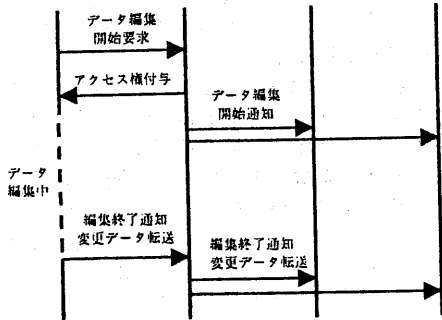 データ編集
開始要求
アクセス権付与
データ編集
開始通知
データ
編集中
編集終了通知
変更データ転送
編集終了通知
変更データ転送